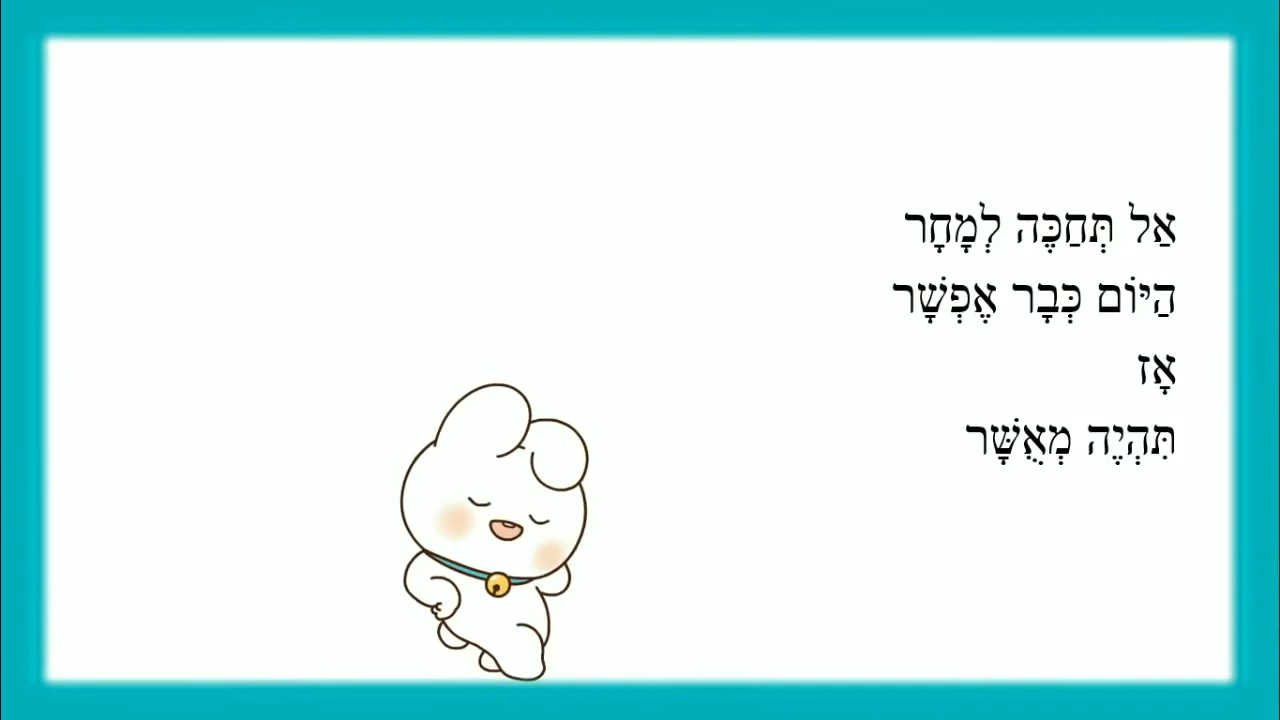 אַל תְּחַכֶּה לְמָחָר
הַיּוֹם כְּבָר אֶפְשָׁר
אָז
תִּהְיֶה מְאֻשָּׁר